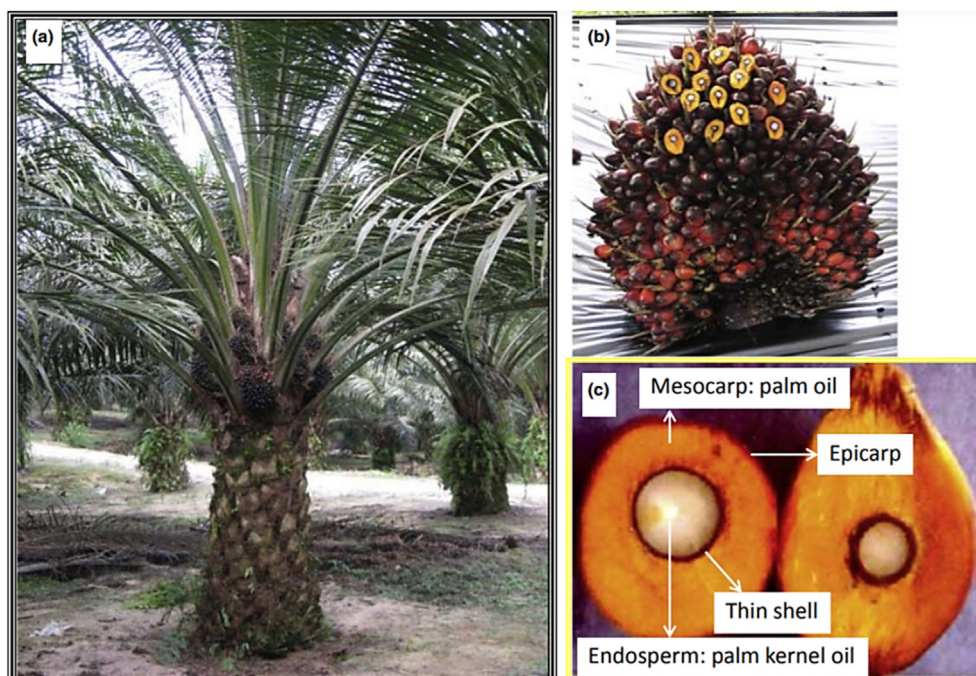 (a)
(b)
(c)
Mesocarp: palm oil
Epicarp
Thin shell
Endosperm: palm kernel oil